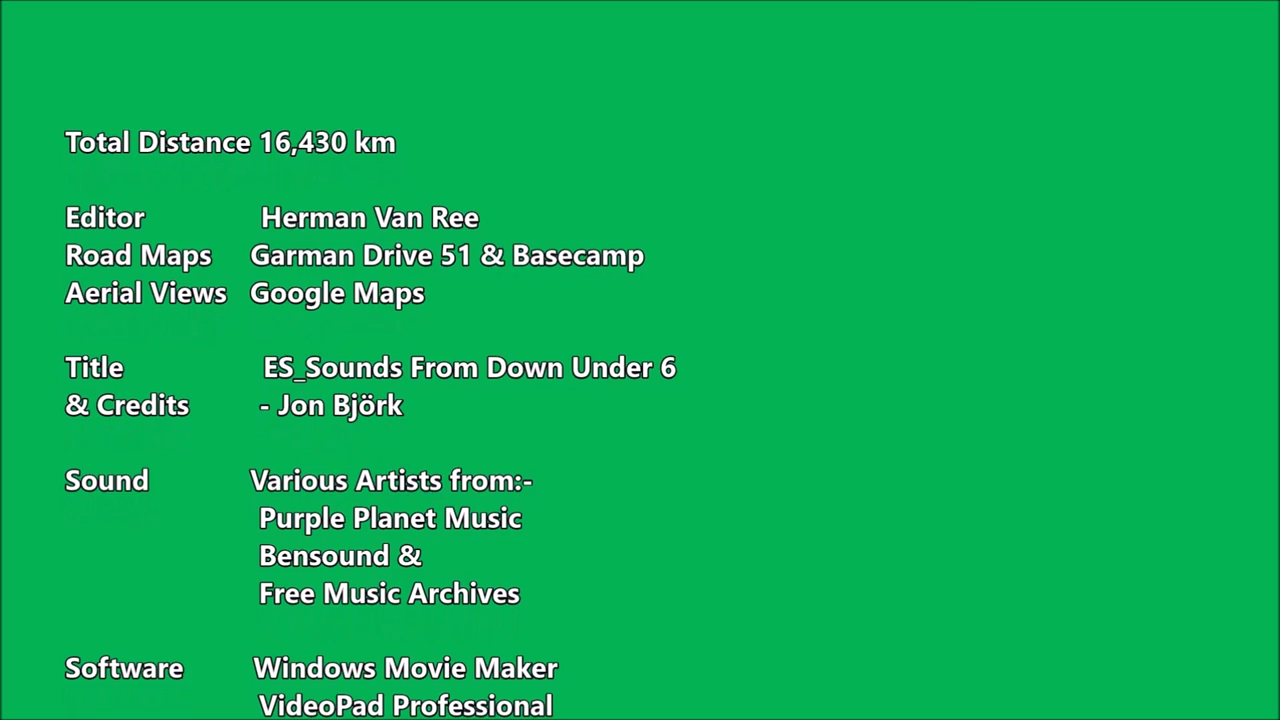 Total Distance 16,430 km
Editor Herman Van Ree
Road Maps Garman Drive 51 & Basecamp
Aerial Views Google Maps
Title ES_Sounds From Down Under 6
& Credits - Jon Björk
Sound Various Artists from:-
Purple Planet Music
Bensound &
Free Music Archives
Software Windows Movie Maker
VideoPad Professional